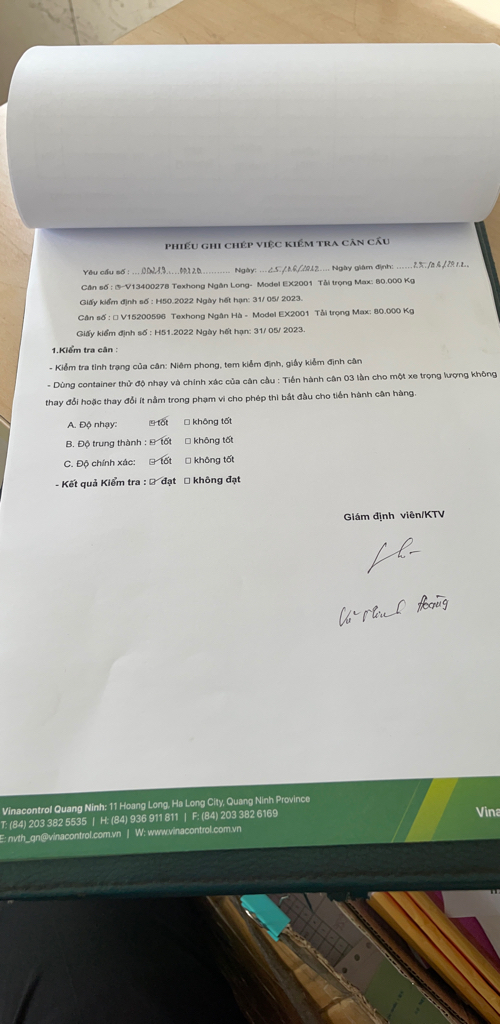 PHIẾU GHI CHÉP VIỆC KIỂM TRA CÂN CẦU
Yêu cầu số : ... 00219 .. 00120 .......... Ngày: ... 25/06/2012 .... Ngày giám định: ...... 25/06/2012..
Cân số : ☑ V13400278 Texhong Ngân Long- Model EX2001 Tải trọng Max: 80.000 Kg
Giấy kiểm định số : H50.2022 Ngày hết hạn: 31/ 05/ 2023.
Cân số : ☐ V15200596 Texhong Ngân Hà - Model EX2001 Tải trọng Max: 80.000 Kg
Giấy kiểm định số : H51.2022 Ngày hết hạn: 31/ 05/ 2023.
1.Kiểm tra cân :
- Kiểm tra tình trạng của cân: Niêm phong, tem kiểm định, giấy kiểm định cân
- Dùng container thử độ nhạy và chính xác của cân cầu : Tiến hành cân 03 lần cho một xe trọng lượng không
thay đổi hoặc thay đổi ít nằm trong phạm vi cho phép thì bắt đầu cho tiến hành cân hàng.
A. Độ nhạy: ☑ tốt ☐ không tốt
B. Độ trung thành : ☑ tốt ☐ không tốt
C. Độ chính xác: ☑ tốt ☐ không tốt
- Kết quả Kiểm tra : ☑ đạt ☐ không đạt
Giám định viên/KTV
Hoàng
Vinacontrol Quang Ninh: 11 Hoang Long, Ha Long City, Quang Ninh Province
T: (84) 203 382 5535 | H: (84) 936 911 811 | F: (84) 203 382 6169
E: nvth_qn@vinacontrol.com.vn | W: www.vinacontrol.com.vn
Vina